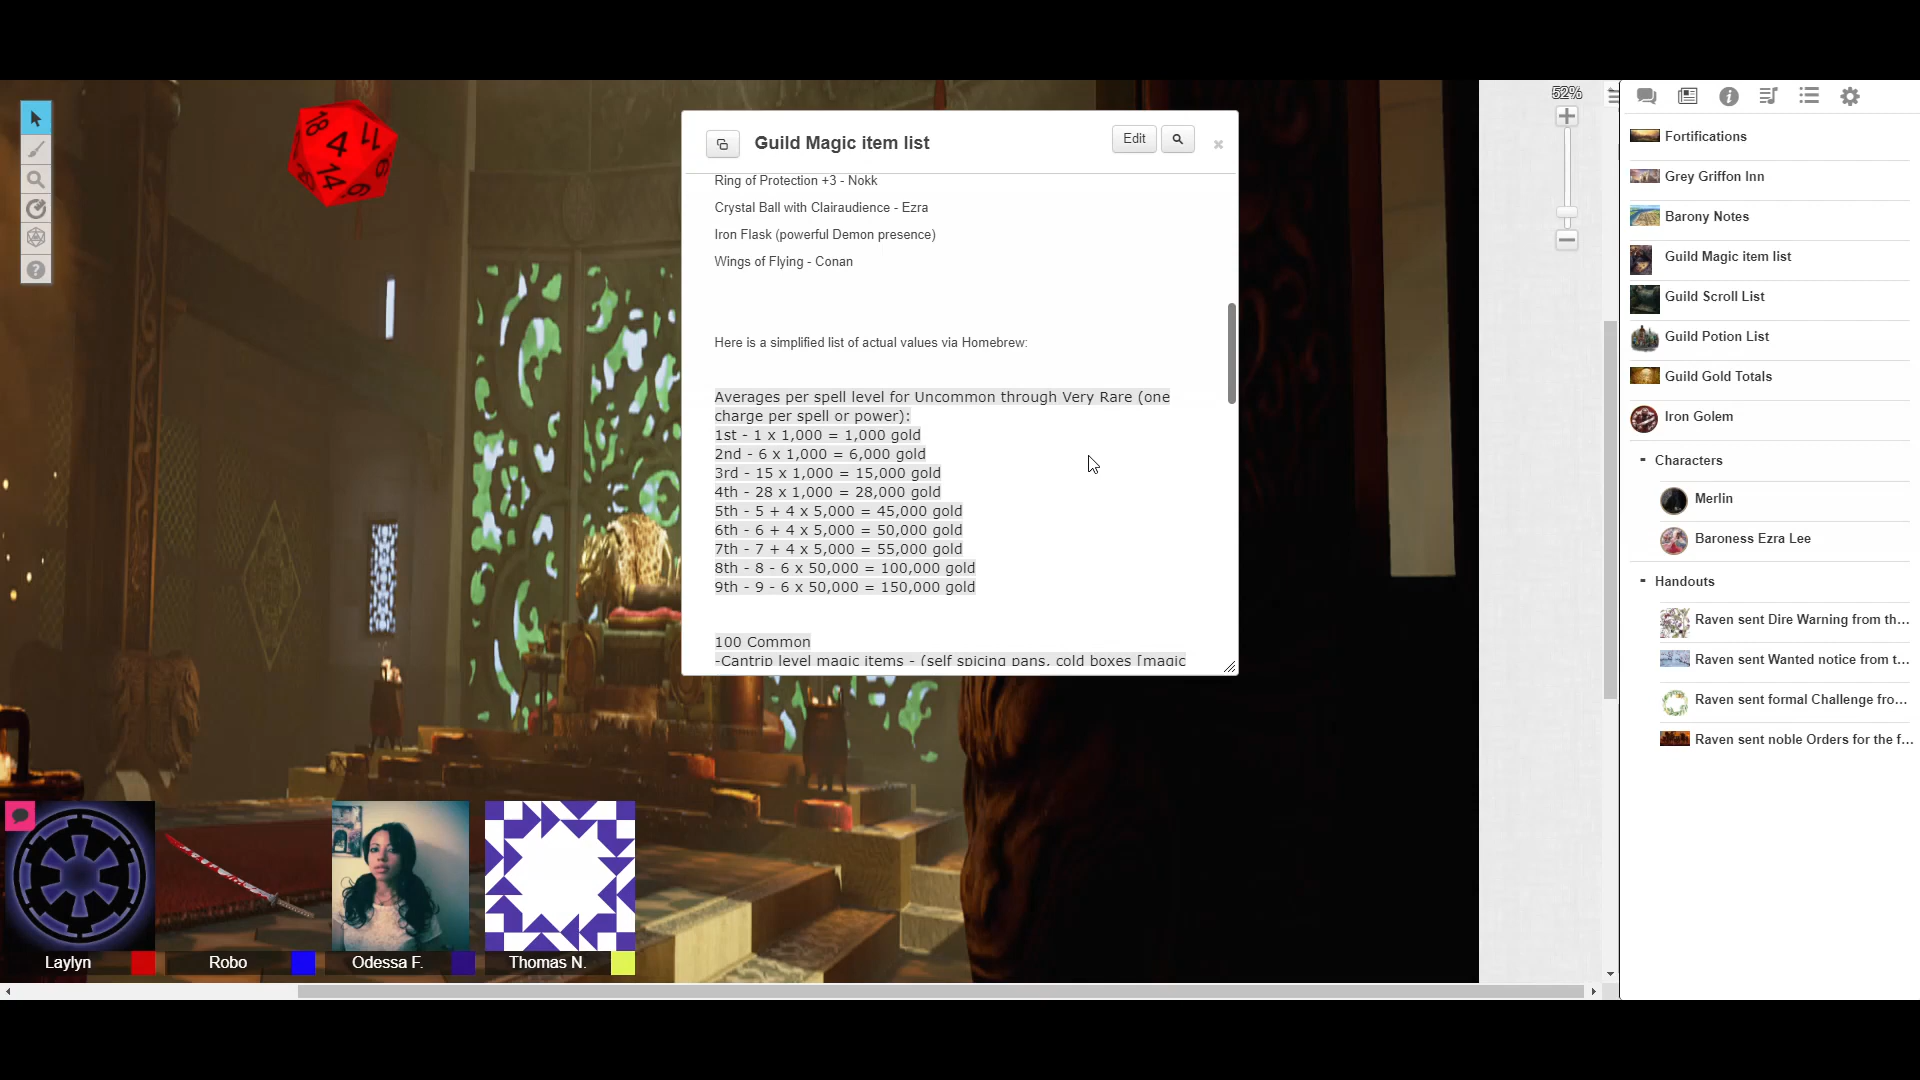 18
4
11
14
6
9
Guild Magic item list
Edit
Ring of Protection +3 - Nokk
Crystal Ball with Clairaudience - Ezra
Iron Flask (powerful Demon presence)
Wings of Flying - Conan
Here is a simplified list of actual values via Homebrew:
Averages per spell level for Uncommon through Very Rare (one
charge per spell or power):
1st - 1 x 1,000 = 1,000 gold
2nd - 6 x 1,000 = 6,000 gold
3rd - 15 x 1,000 = 15,000 gold
4th - 28 x 1,000 = 28,000 gold
5th - 5 + 4 x 5,000 = 45,000 gold
6th - 6 + 4 x 5,000 = 50,000 gold
7th - 7 + 4 x 5,000 = 55,000 gold
8th - 8 - 6 x 50,000 = 100,000 gold
9th - 9 - 6 x 50,000 = 150,000 gold
100 Common
-Cantrip level magic items - (self spicing pans, cold boxes [magic
52%
Fortifications
Grey Griffon Inn
Barony Notes
Guild Magic item list
Guild Scroll List
Guild Potion List
Guild Gold Totals
Iron Golem
Characters
Merlin
Baroness Ezra Lee
Handouts
Raven sent Dire Warning from th...
Raven sent Wanted notice from t...
Raven sent formal Challenge fro...
Raven sent noble Orders for the f...
Laylyn
Robo
Odessa F.
Thomas N.